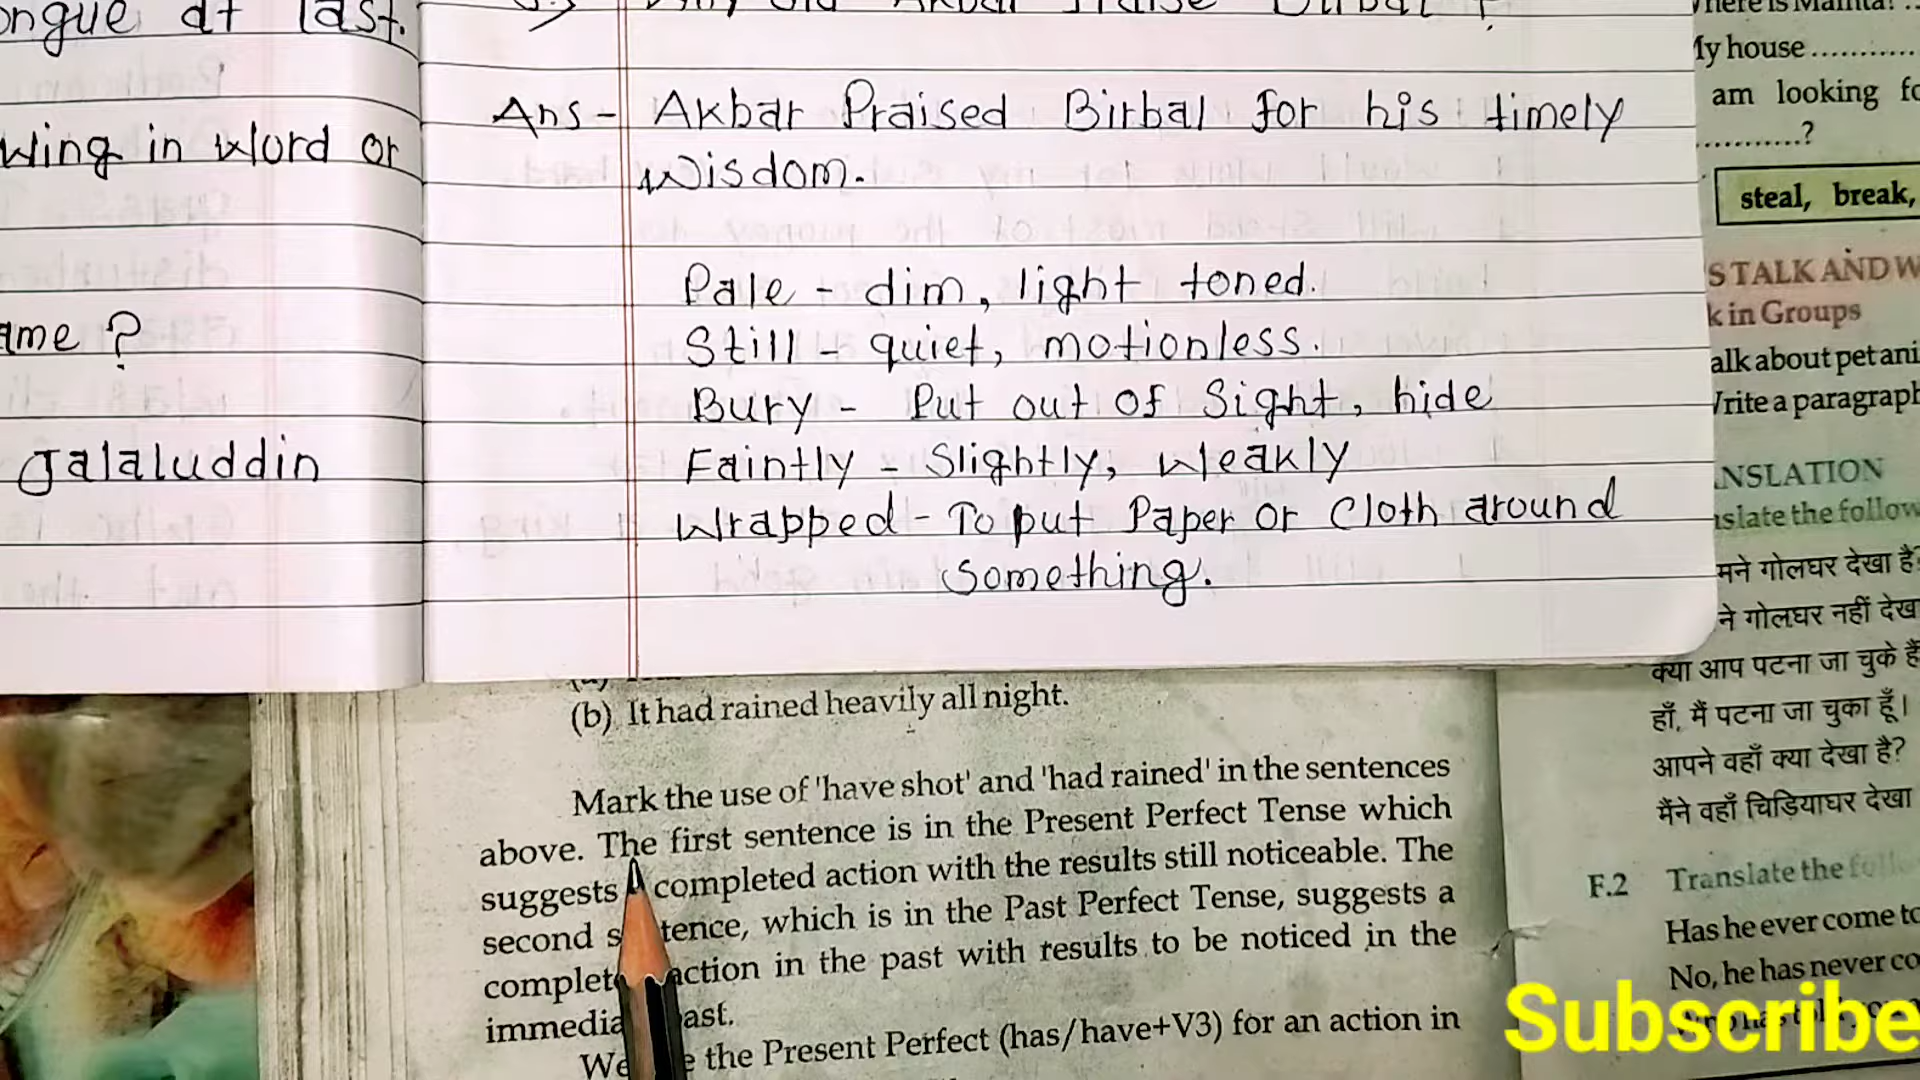 at last.
wing in word or
ame ?
Jalaluddin
Why did Akbar Praise Birbal ?
Ans - Akbar Praised Birbal for his timely
wisdom.
Pale - dim, light toned.
Still - quiet, motionless.
Bury - Put out of Sight, hide
Faintly - Slightly, weakly
Wrapped - To put Paper or Cloth around
something.
(b) It had rained heavily all night.
Mark the use of 'have shot' and 'had rained' in the sentences
above. The first sentence is in the Present Perfect Tense which
suggests completed action with the results still noticeable. The
second sentence, which is in the Past Perfect Tense, suggests a
action in the past with results to be noticed in the
the Present Perfect (has/have+V3) for an action in
My house ............
am looking
...........?
steal, break,
TALK AND
in Groups
alk about pet
Write a paragraph
NSLATION
the follow
मने गोलघर देखा है?
ने गोलघर नहीं
क्या आप पटना जा चुके हैं
हाँ, मैं पटना जा चुका हूँ।
आपने वहाँ क्या देखा है?
मैंने वहाँ चिड़ियाघर देखा
F.2 Translate the
Has he ever come to
No, he has never
Subscribe